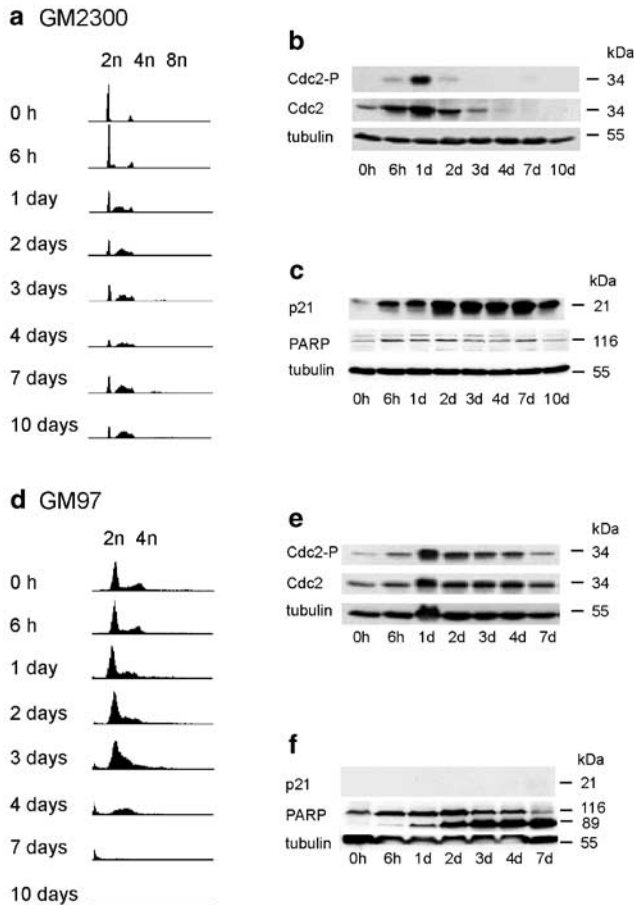 a GM2300
2n 4n 8n
0 h
6 h
1 day
2 days
3 days
4 days
7 days
10 days
b
kDa
Cdc2-P 34
Cdc2 34
tubulin 55
0h 6h 1d 2d 3d 4d 7d 10d
c
kDa
p21 21
PARP 116
tubulin 55
0h 6h 1d 2d 3d 4d 7d 10d
d GM97
2n 4n
0 h
6 h
1 day
2 days
3 days
4 days
7 days
10 days
e
kDa
Cdc2-P 34
Cdc2 34
tubulin 55
0h 6h 1d 2d 3d 4d 7d
f
kDa
p21 21
PARP 116
89
tubulin 55
0h 6h 1d 2d 3d 4d 7d